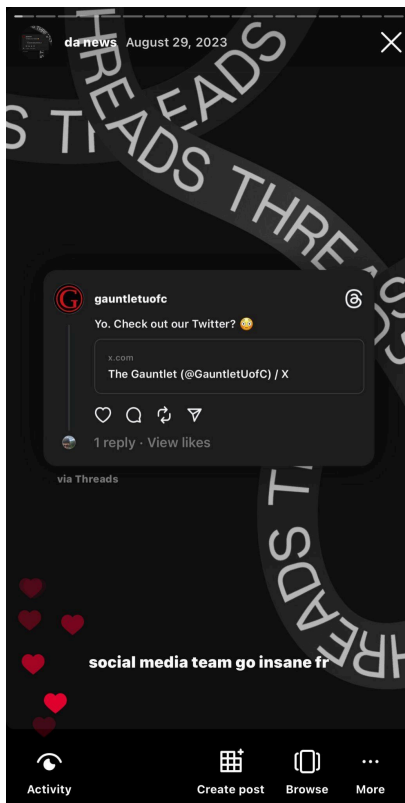 da news August 29, 2023
THREADS
S THREADS THREADS
gauntletuofc
Yo. Check out our Twitter? 😳
x.com
The Gauntlet (@GauntletUofC) / X
1 reply · View likes
via Threads
THREADS
social media team go insane fr
Activity Create post Browse More